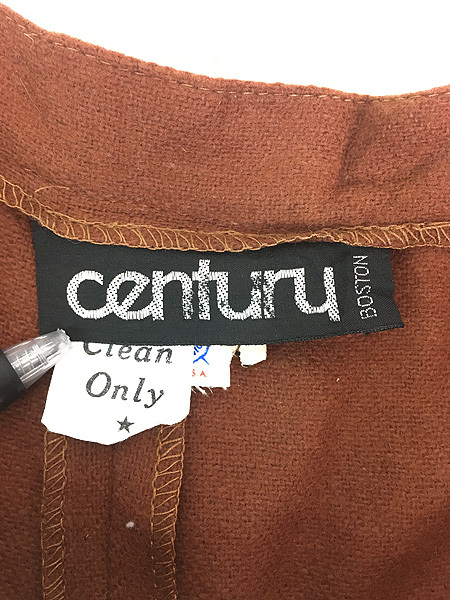 century
BOSTON
Clean
Only
S.A.